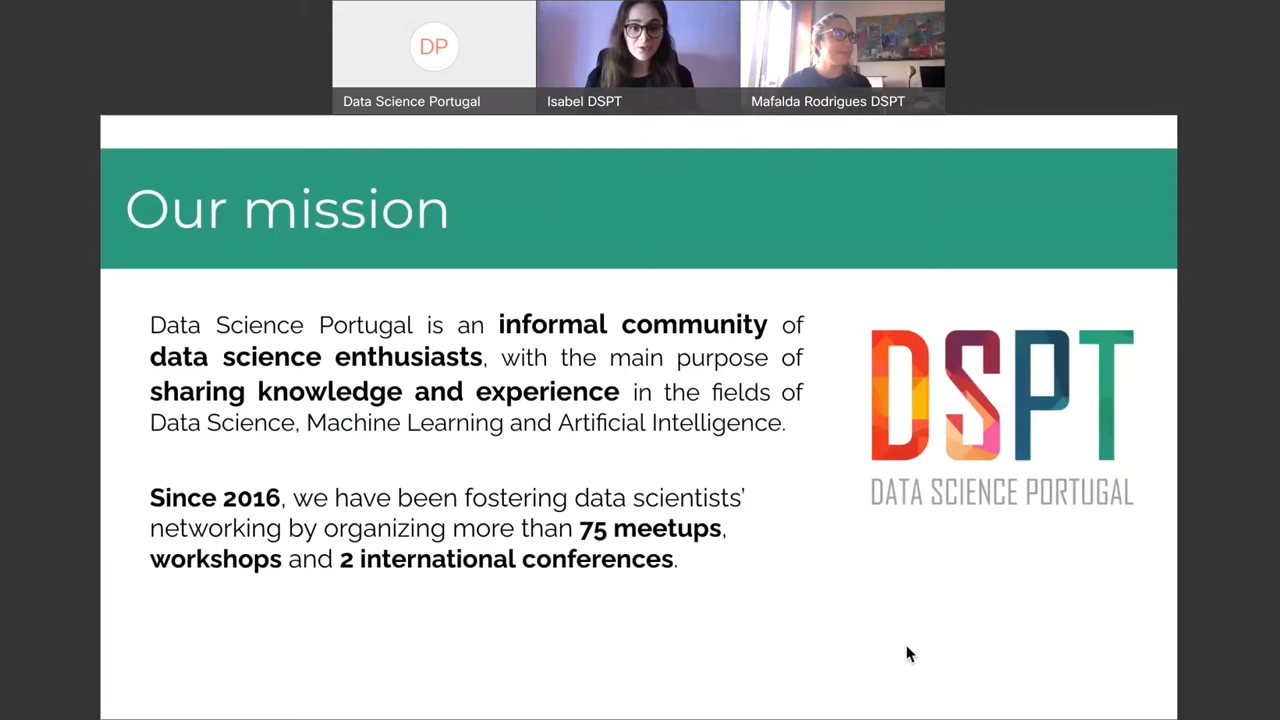 DP
Data Science Portugal
Isabel DSPT
Mafalda Rodrigues DSPT
Our mission
Data Science Portugal is an informal community of
data science enthusiasts, with the main purpose of
sharing knowledge and experience in the fields of
Data Science, Machine Learning and Artificial Intelligence.
Since 2016, we have been fostering data scientists'
networking by organizing more than 75 meetups,
workshops and 2 international conferences.
DSPT
DATA SCIENCE PORTUGAL